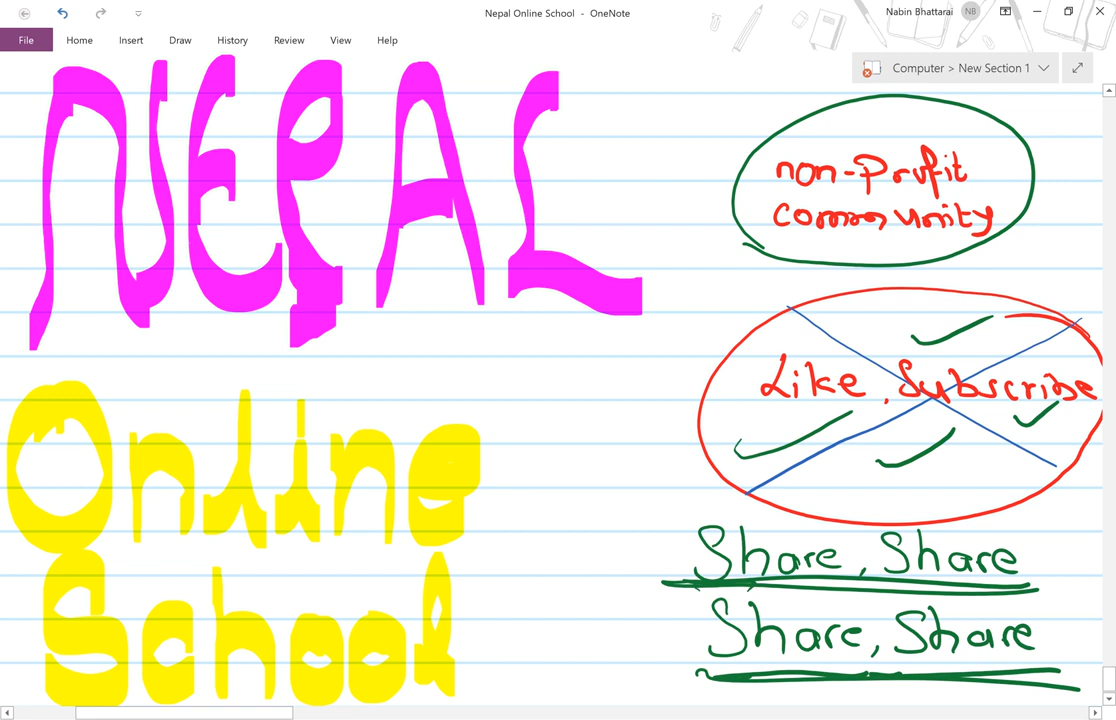 Nepal Online School - OneNote
Nabin Bhattarai NB
File Home Insert Draw History Review View Help
Computer > New Section 1
NEPAL
Online
School
non-Profit
community
Like, Subscribe
Share, Share
Share, Share